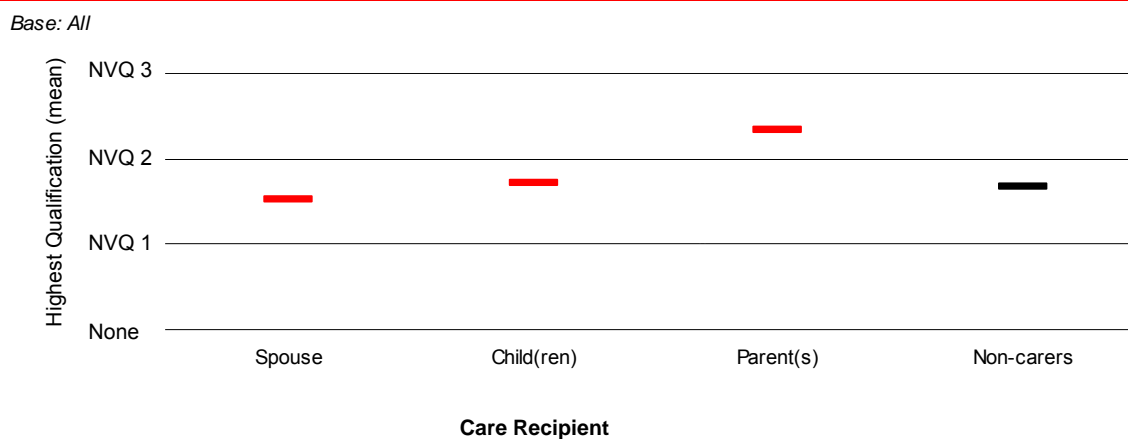 Base: All
Highest Qualification (mean)
NVQ 3
NVQ 2
NVQ 1
None
Spouse Child(ren) Parent(s) Non-carers
Care Recipient